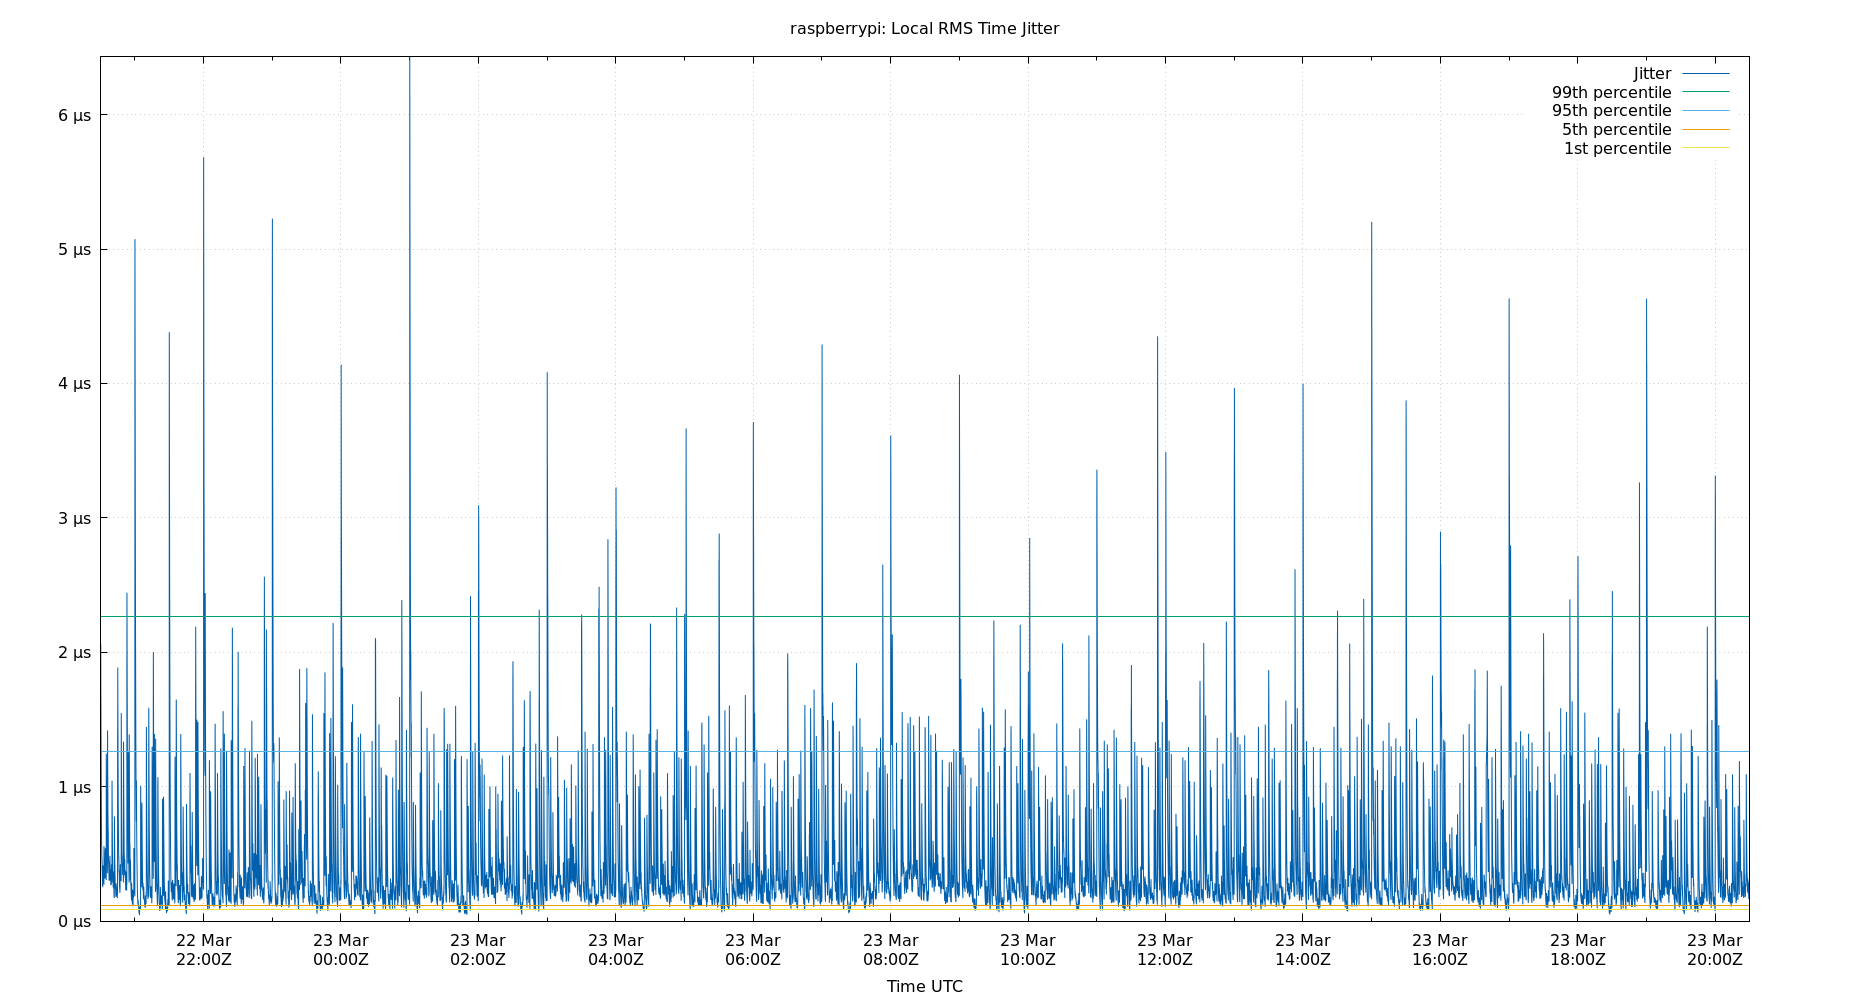 raspberrypi: Local RMS Time Jitter
Jitter
99th percentile
95th percentile
5th percentile
1st percentile
6 µs
5 µs
4 µs
3 µs
2 µs
1 µs
0 µs
22 Mar 23 Mar 23 Mar 23 Mar 23 Mar 23 Mar 23 Mar 23 Mar 23 Mar 23 Mar 23 Mar 23 Mar
22:00Z 00:00Z 02:00Z 04:00Z 06:00Z 08:00Z 10:00Z 12:00Z 14:00Z 16:00Z 18:00Z 20:00Z
Time UTC